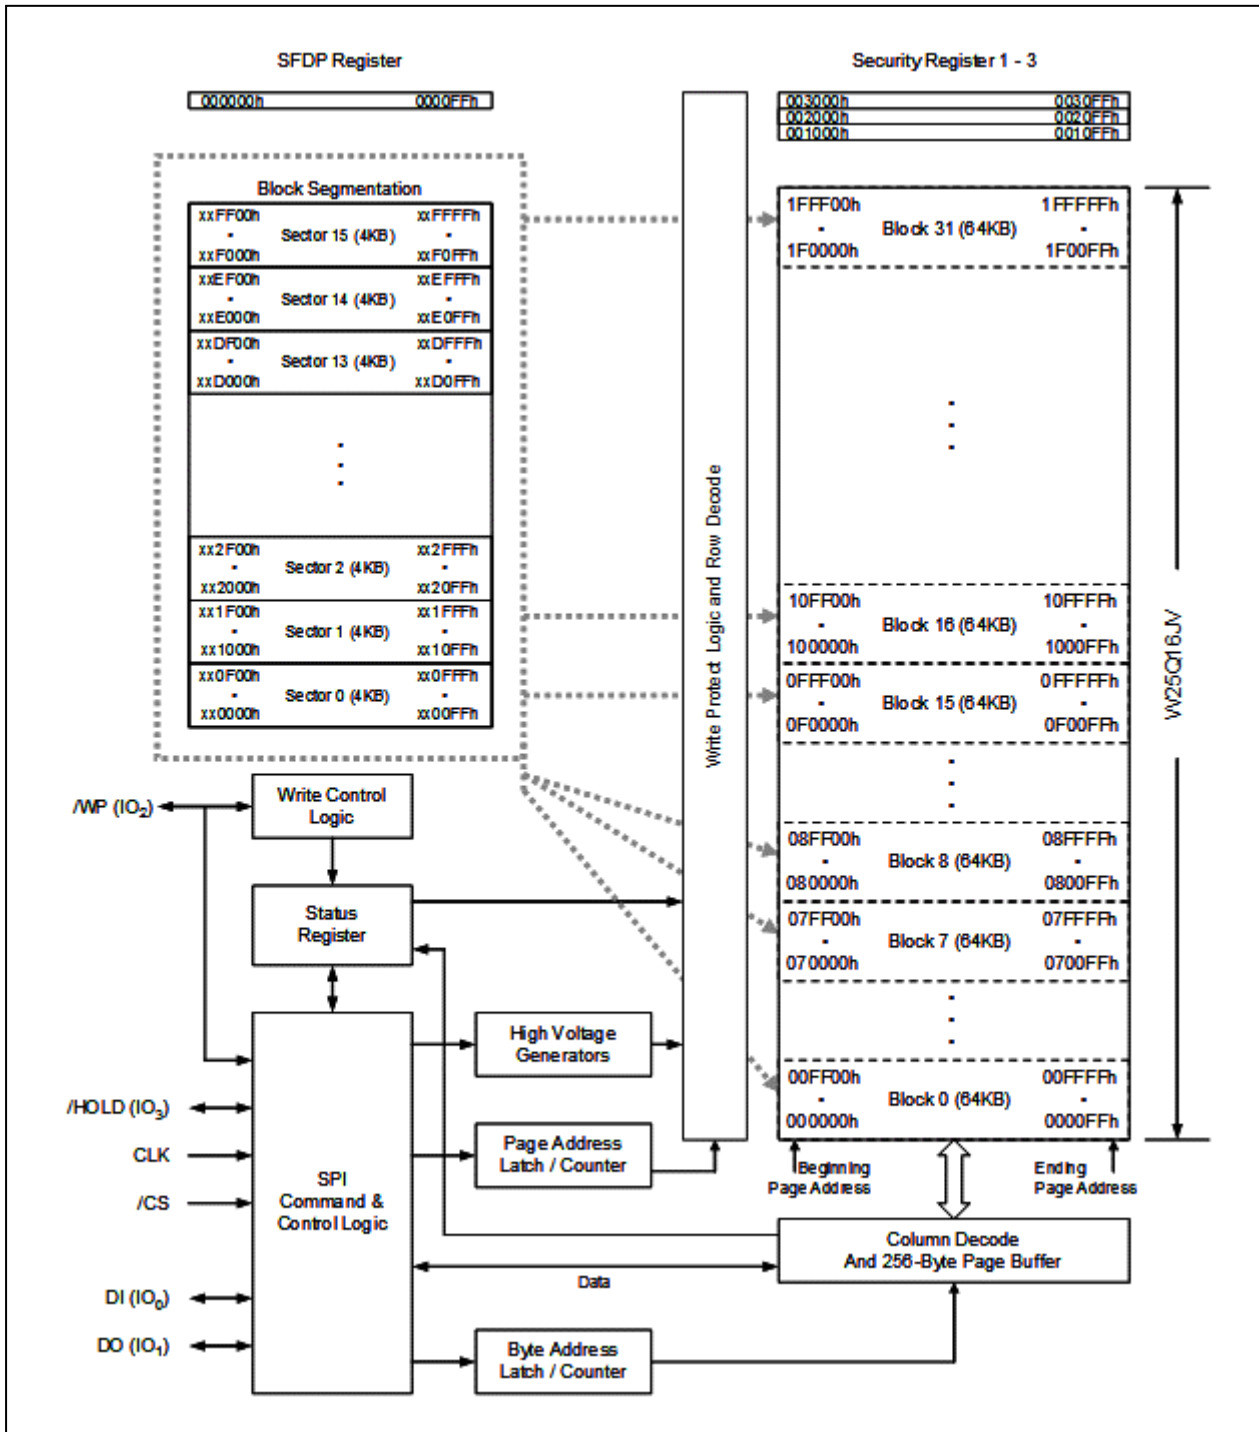 SFDP Register
000000h 0000FFh
Security Register 1 - 3
003000h 0030FFh
002000h 0020FFh
001000h 0010FFh
Block Segmentation
xxFF00h xxFFFFh
- Sector 15 (4KB) -
xxF000h xxF0FFh
xxEF00h xxEFFFh
- Sector 14 (4KB) -
xxE000h xxE0FFh
xxDF00h xxDFFFh
- Sector 13 (4KB) -
xxD000h xxD0FFh
xx2F00h xx2FFFh
- Sector 2 (4KB) -
xx2000h xx20FFh
xx1F00h xx1FFFh
- Sector 1 (4KB) -
xx1000h xx10FFh
xx0F00h xx0FFFh
- Sector 0 (4KB) -
xx0000h xx00FFh
Write Protect Logic and Row Decode
1FFF00h 1FFFFFh
- Block 31 (64KB) -
1F0000h 1F00FFh
10FF00h 10FFFFh
- Block 16 (64KB) -
100000h 1000FFh
0FFF00h 0FFFFFh
- Block 15 (64KB) -
0F0000h 0F00FFh
08FF00h 08FFFFh
- Block 8 (64KB) -
080000h 0800FFh
07FF00h 07FFFFh
- Block 7 (64KB) -
070000h 0700FFh
00FF00h 00FFFFh
- Block 0 (64KB) -
000000h 0000FFh
W25Q16JV
Beginning
Page Address
Ending
Page Address
/WP (IO2)
Write Control
Logic
Status
Register
High Voltage
Generators
/HOLD (IO3)
CLK
/CS
Page Address
Latch / Counter
SPI
Command &
Control Logic
Column Decode
And 256-Byte Page Buffer
Data
DI (IO0)
DO (IO1)
Byte Address
Latch / Counter